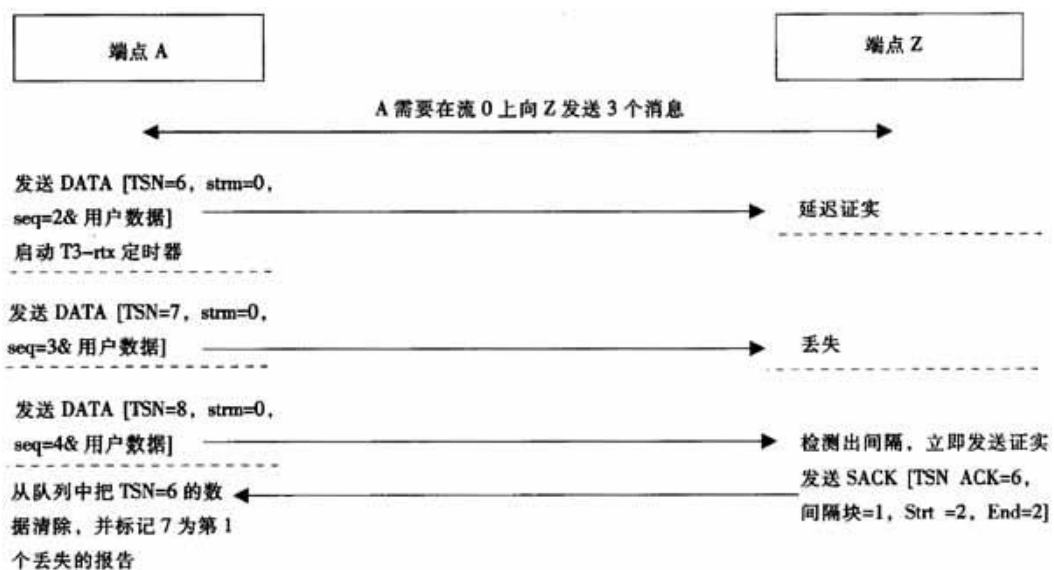 端点 A
端点 Z
A 需要在流 0 上向 Z 发送 3 个消息
发送 DATA [TSN=6，strm=0，
seq=2& 用户数据]
启动 T3-rtx 定时器
延迟证实
发送 DATA [TSN=7，strm=0，
seq=3& 用户数据]
丢失
发送 DATA [TSN=8，strm=0，
seq=4& 用户数据]
检测出间隔，立即发送证实
发送 SACK [TSN ACK=6，
间隔块=1，Strt =2，End=2]
从队列中把 TSN=6 的数
据清除，并标记 7 为第 1
个丢失的报告